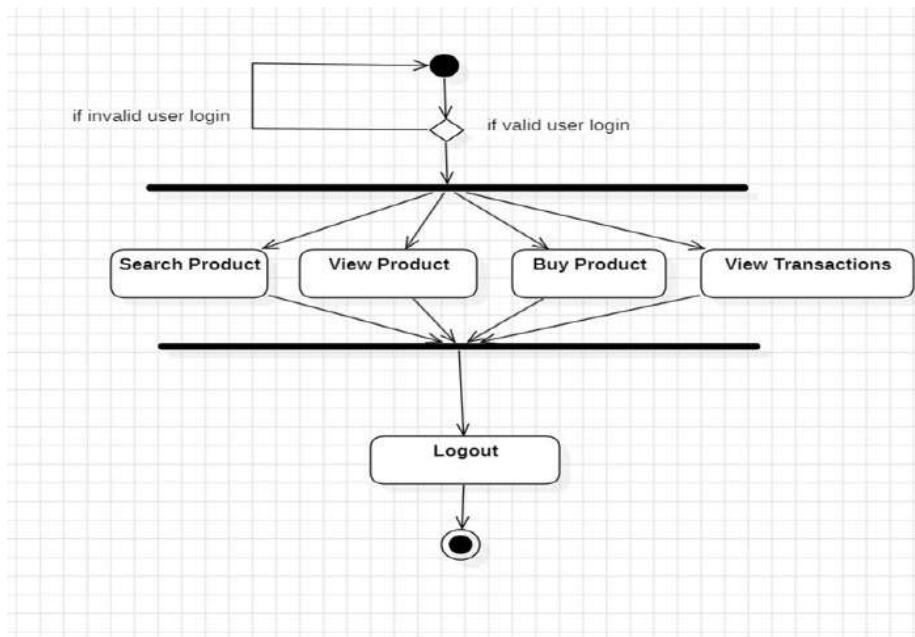 if invalid user login
if valid user login
Search Product
View Product
Buy Product
View Transactions
Logout